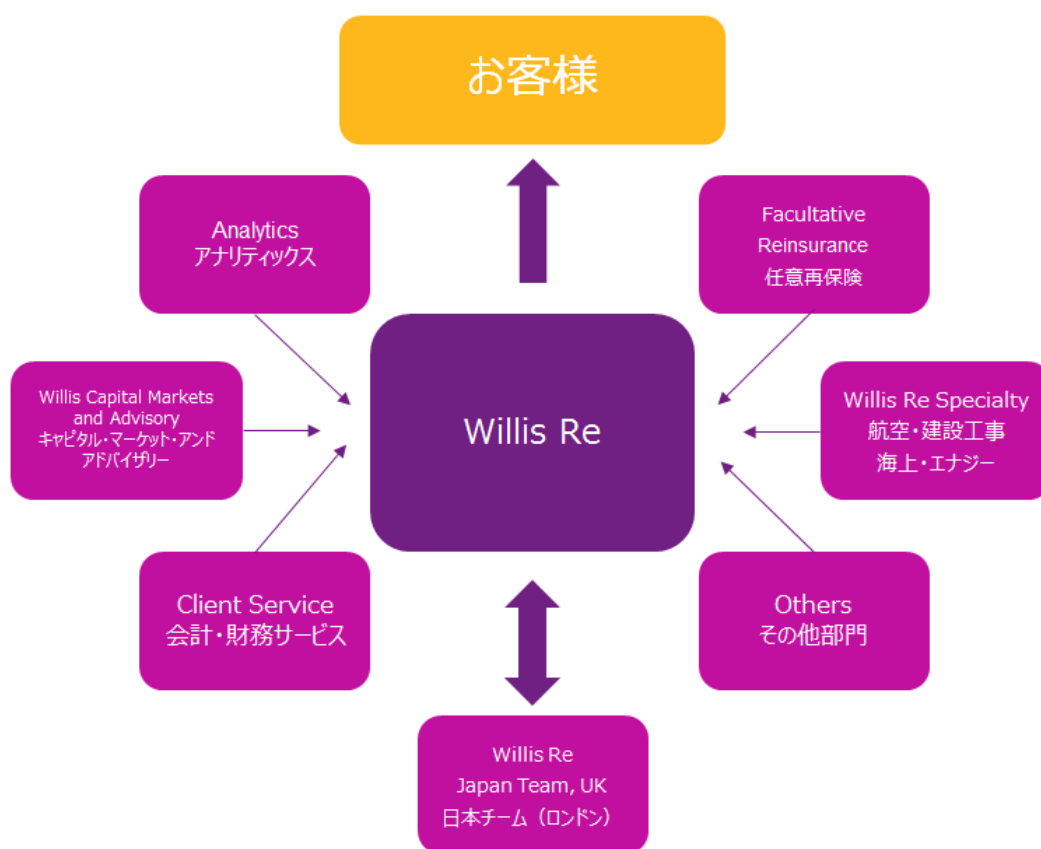 お客様
Analytics
アナリティックス
Facultative
Reinsurance
任意再保険
Willis Capital Markets
and Advisory
キャピタル・マーケット・アンド
アドバイザリー
Willis Re
Willis Re Specialty
航空・建設工事
海上・エナジー
Client Service
会計・財務サービス
Others
その他部門
Willis Re
Japan Team, UK
日本チーム（ロンドン）